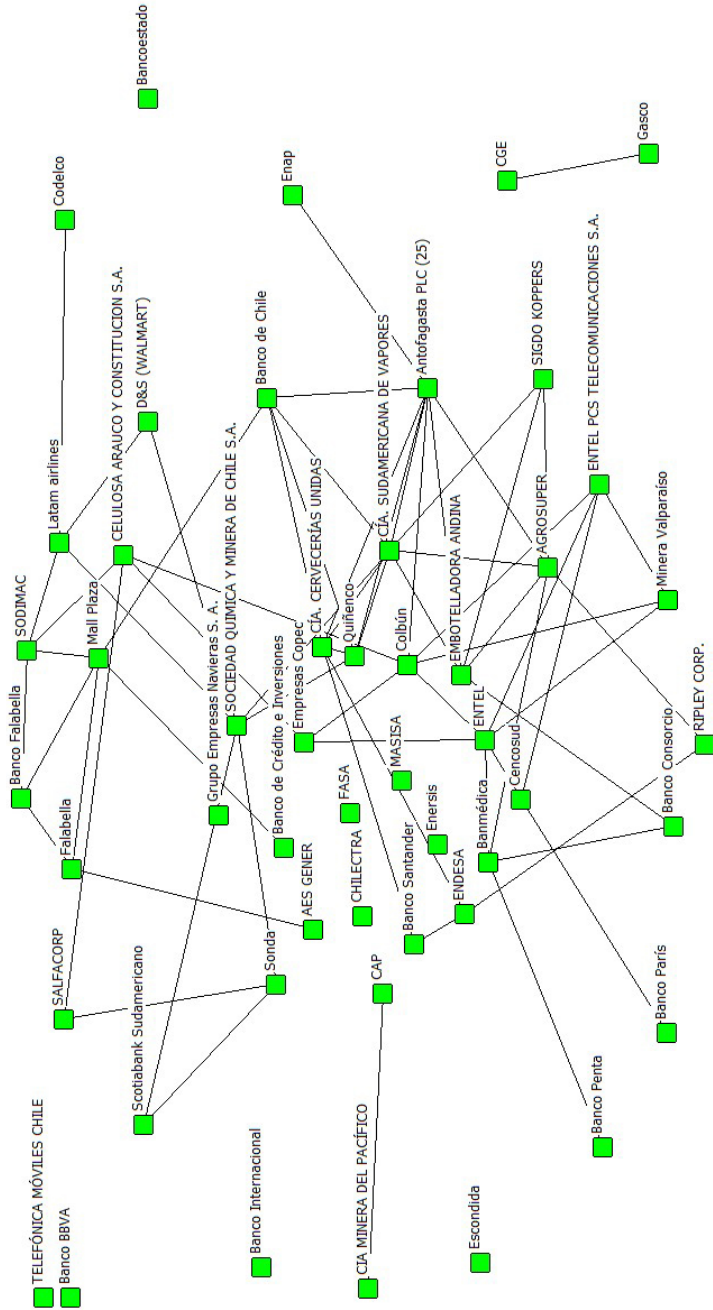 TELEFÓNICA MÓVILES CHILE
Banco BBVA
Banco Internacional
CIA MINERA DEL PACÍFICO
Escondida
Scotiabank Sudamericano
SALFACORP
Sonda
CAP
Banco Penta
Banco París
Falabella
AES GENER
CHILECTRA
Banco Santander
ENDESA
Banmédica
Banco Falabella
Grupo Empresas Navieras S. A.
Banco de Crédito e Inversiones
FASA
MASISA
Enersis
Cencosud
Banco Consorcio
SODIMAC
Mall Plaza
SOCIEDAD QUIMICA Y MINERA DE CHILE S.A.
Empresas Copec
CÍA. CERVECERÍAS UNIDAS
Quiñenco
Colbún
EMBOTELLADORA ANDINA
ENTEL
RIPLEY CORP.
Latam airlines
CELULOSA ARAUCO Y CONSTITUCION S.A.
D&S (WALMART)
CÍA. SUDAMERICANA DE VAPORES
AGROSUPER
Minera Valparaíso
Banco de Chile
Antofagasta PLC (25)
SIGDO KOPPERS
ENTEL PCS TELECOMUNICACIONES S.A.
Codelco
Enap
CGE
Gasco
Bancoestado